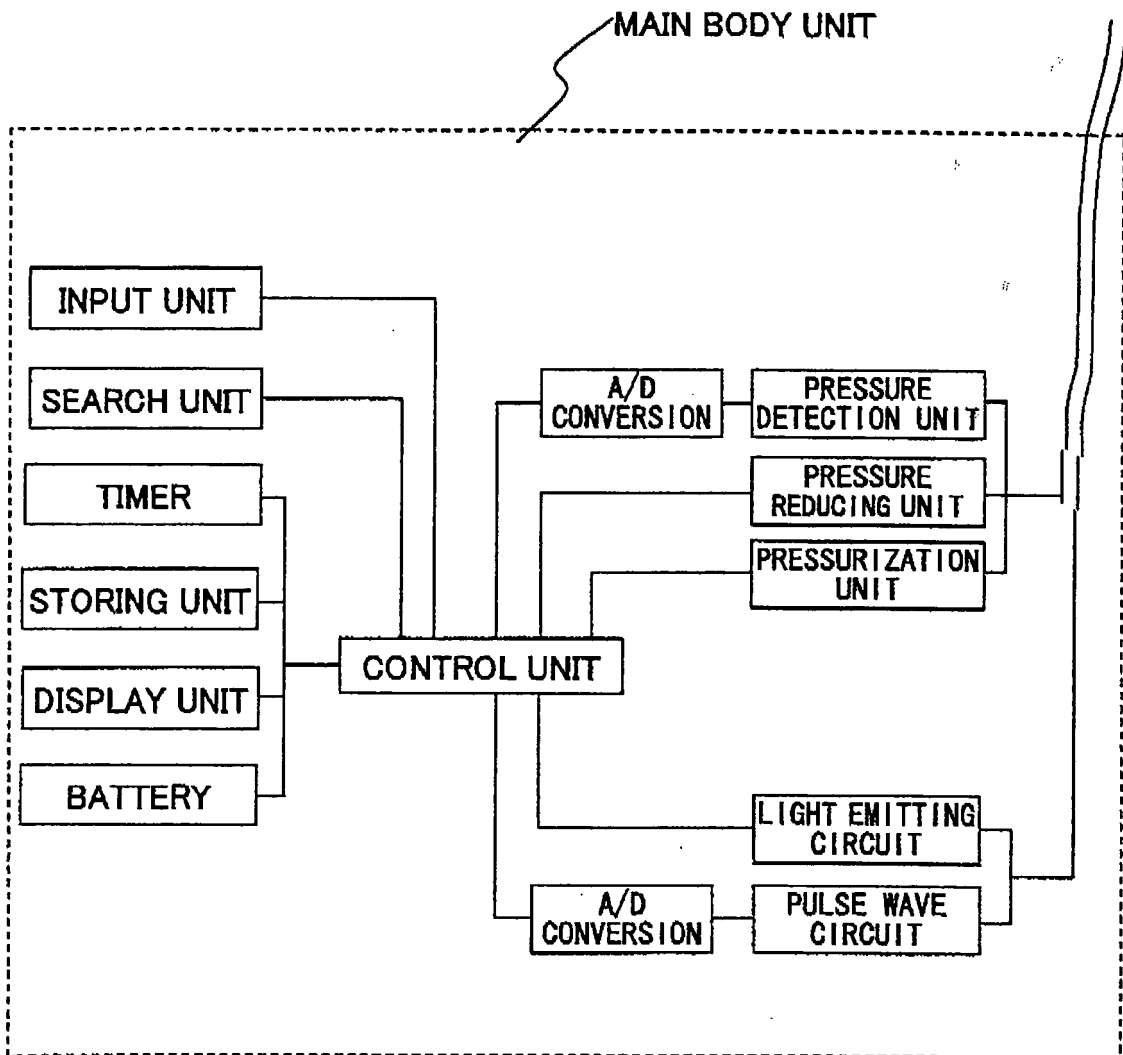 MAIN BODY UNIT
INPUT UNIT
SEARCH UNIT
TIMER
STORING UNIT
DISPLAY UNIT
BATTERY
CONTROL UNIT
A/D
CONVERSION
PRESSURE
DETECTION UNIT
PRESSURE
REDUCING UNIT
PRESSURIZATION
UNIT
LIGHT EMITTING
CIRCUIT
A/D
CONVERSION
PULSE WAVE
CIRCUIT